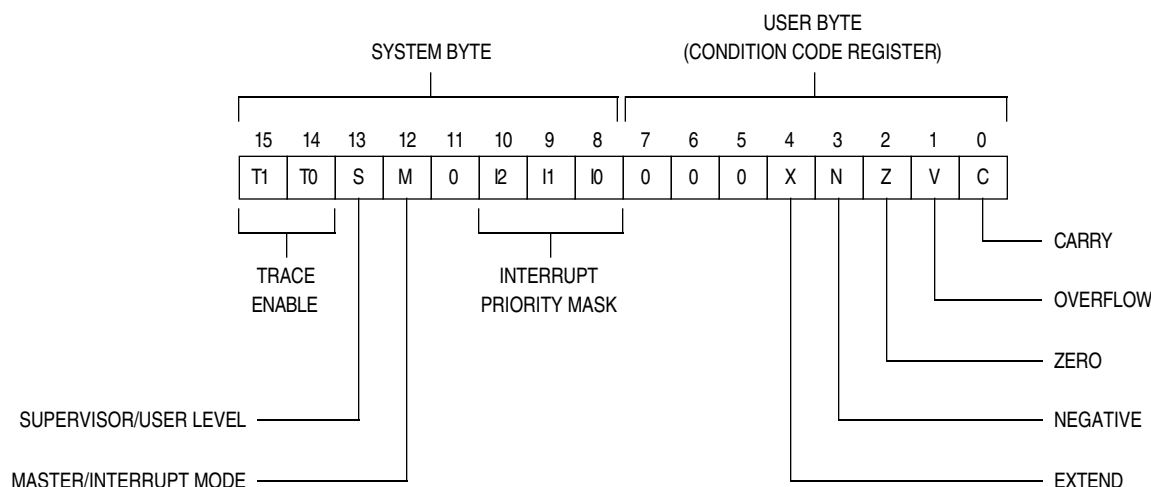 USER BYTE
SYSTEM BYTE (CONDITION CODE REGISTER)
15 14 13 12 11 10 9 8 7 6 5 4 3 2 1 0
T1 T0 S M 0 I2 I1 I0 0 0 0 X N Z V C
CARRY
TRACE INTERRUPT
ENABLE PRIORITY MASK OVERFLOW
ZERO
SUPERVISOR/USER LEVEL NEGATIVE
MASTER/INTERRUPT MODE EXTEND